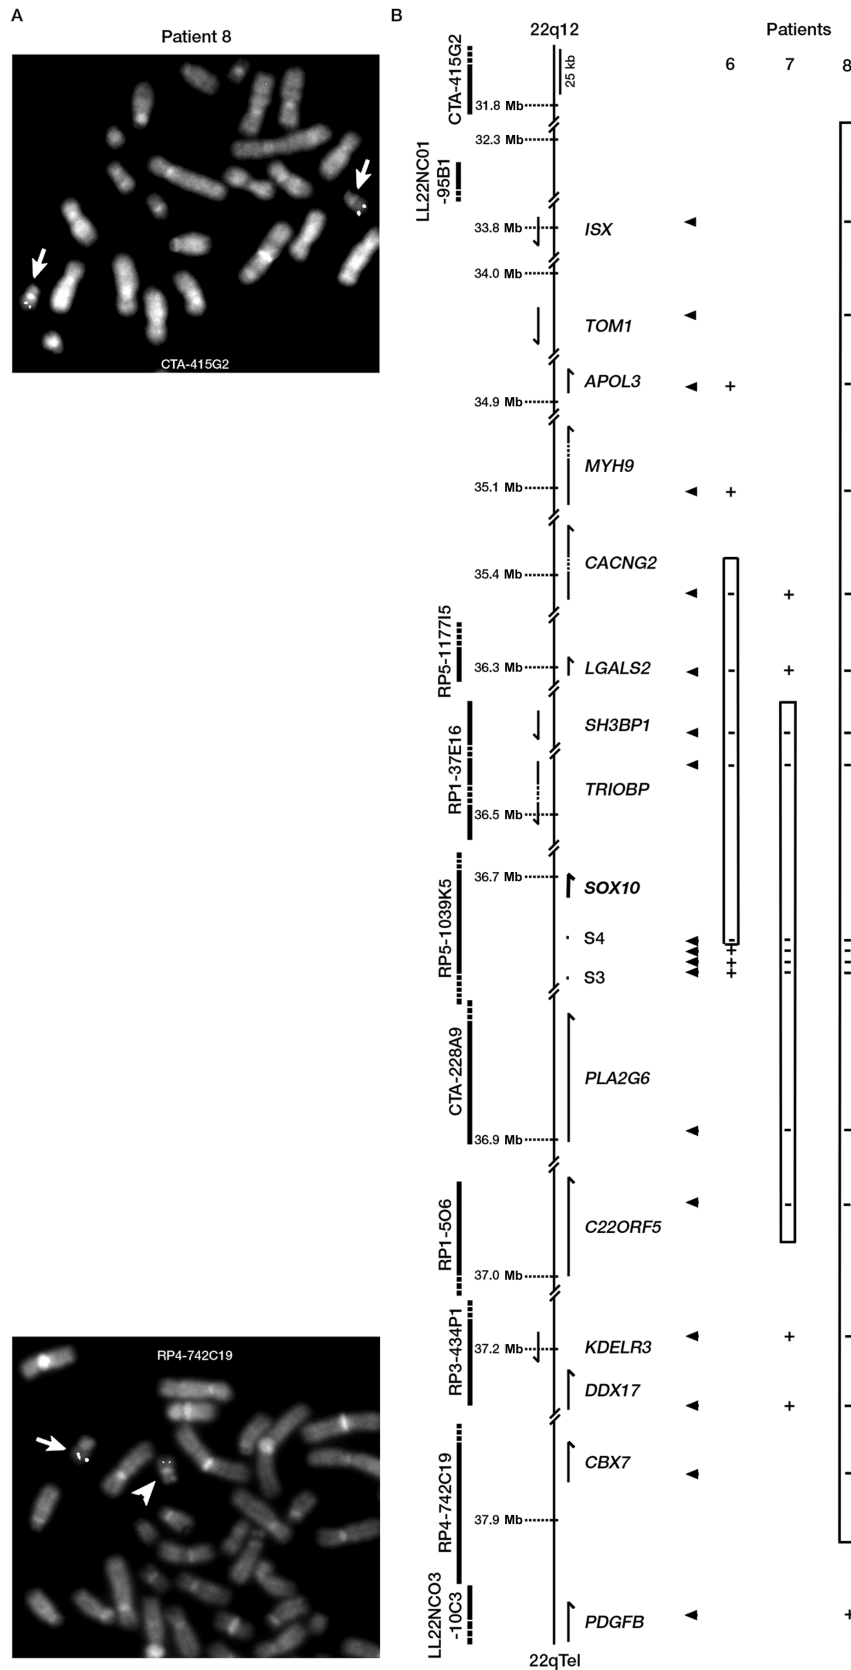 A
Patient 8
CTA-415G2
RP4-742C19
B
22q12
Patients
6 7 8
25 kb
CTA-415G2
31.8 Mb
32.3 Mb
LL22NC01
-95B1
33.8 Mb
ISX
34.0 Mb
TOM1
APOL3
+
34.9 Mb
MYH9
35.1 Mb
+ -
CACNG2
35.4 Mb
- + -
RP5-1177I5
36.3 Mb
LGALS2
- + -
SH3BP1
- - -
RP1-37E16
TRIOBP
- - -
36.5 Mb
36.7 Mb
SOX10
RP5-1039K5
S4
- - -
+ - -
+ - -
S3
+ - -
CTA-228A9
PLA2G6
36.9 Mb
- -
RP1-5O6
- -
C22ORF5
37.0 Mb
RP3-434P1
+
37.2 Mb
KDELR3
DDX17
+
RP4-742C19
CBX7
37.9 Mb
LL22NCO3
-10C3
PDGFB
+
22qTel